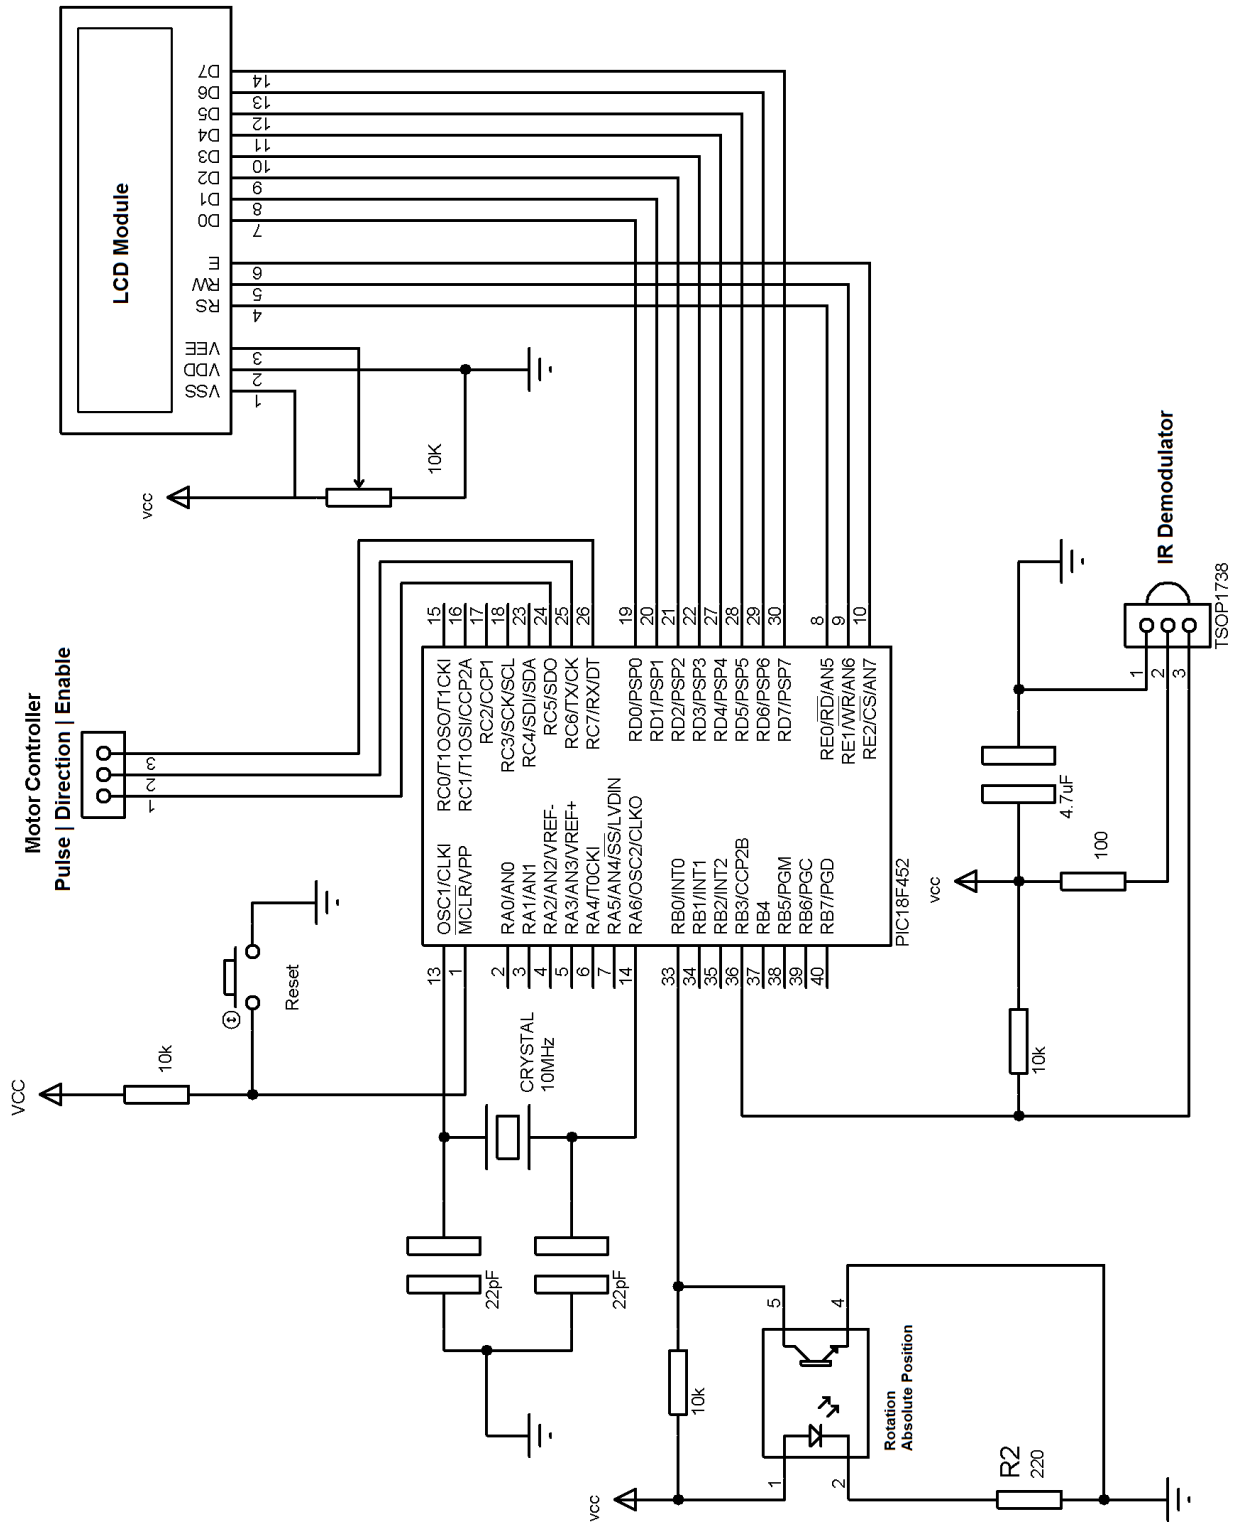 LCD Module
D7
D6
D5
D4
D3
D2
D1
D0
E
RW
RS
VEE
VDD
VSS
14
13
12
11
10
9
8
7
6
5
4
3
2
1
vcc
10K
Motor Controller
Pulse | Direction | Enable
3
2
1
VCC
10k
Reset
CRYSTAL
10MHz
22pF
22pF
13
1
2
3
4
5
6
7
14
33
34
35
36
37
38
39
40
OSC1/CLKI
MCLR/VPP
RA0/AN0
RA1/AN1
RA2/AN2/VREF-
RA3/AN3/VREF+
RA4/T0CKI
RA5/AN4/SS/LVDIN
RA6/OSC2/CLKO
RB0/INT0
RB1/INT1
RB2/INT2
RB3/CCP2B
RB4
RB5/PGM
RB6/PGC
RB7/PGD
RC0/T1OSO/T1CKI
RC1/T1OSI/CCP2A
RC2/CCP1
RC3/SCK/SCL
RC4/SDI/SDA
RC5/SDO
RC6/TX/CK
RC7/RX/DT
RD0/PSP0
RD1/PSP1
RD2/PSP2
RD3/PSP3
RD4/PSP4
RD5/PSP5
RD6/PSP6
RD7/PSP7
RE0/RD/AN5
RE1/WR/AN6
RE2/CS/AN7
15
16
17
18
23
24
25
26
19
20
21
22
27
28
29
30
8
9
10
PIC18F452
IR Demodulator
TSOP1738
1
2
3
4.7uF
100
vcc
10k
10k
vcc
5
4
1
2
Rotation
Absolute Position
R2
220